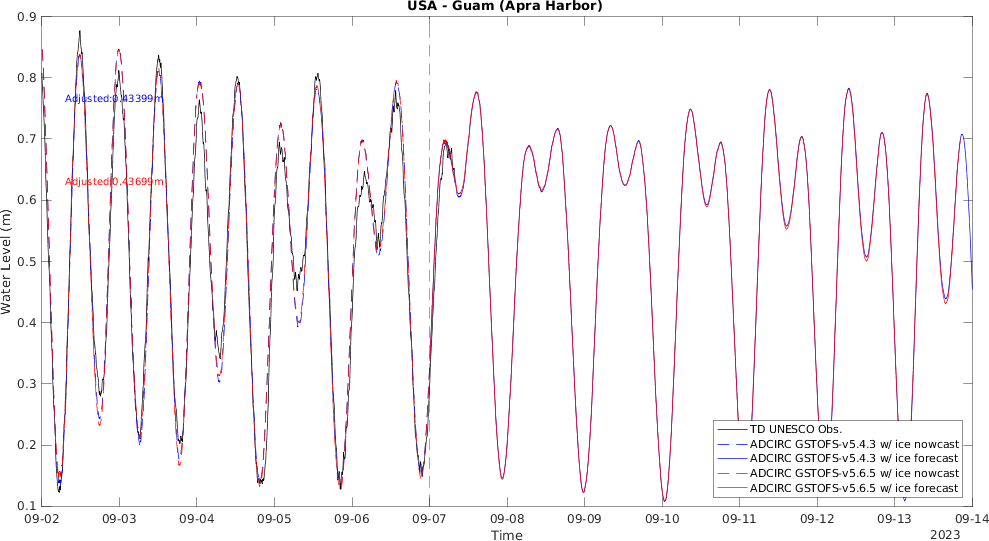 USA - Guam (Apra Harbor)
0.9
0.8
0.7
0.6
0.5
0.4
0.3
0.2
0.1
Water Level (m)
Adjusted:0.43399m
Adjusted:0.43699m
TD UNESCO Obs.
ADCIRC GSTOFS-v5.4.3 w/ ice nowcast
ADCIRC GSTOFS-v5.4.3 w/ ice forecast
ADCIRC GSTOFS-v5.6.5 w/ ice nowcast
ADCIRC GSTOFS-v5.6.5 w/ ice forecast
09-02 09-03 09-04 09-05 09-06 09-07 09-08 09-09 09-10 09-11 09-12 09-13 09-14
Time
2023